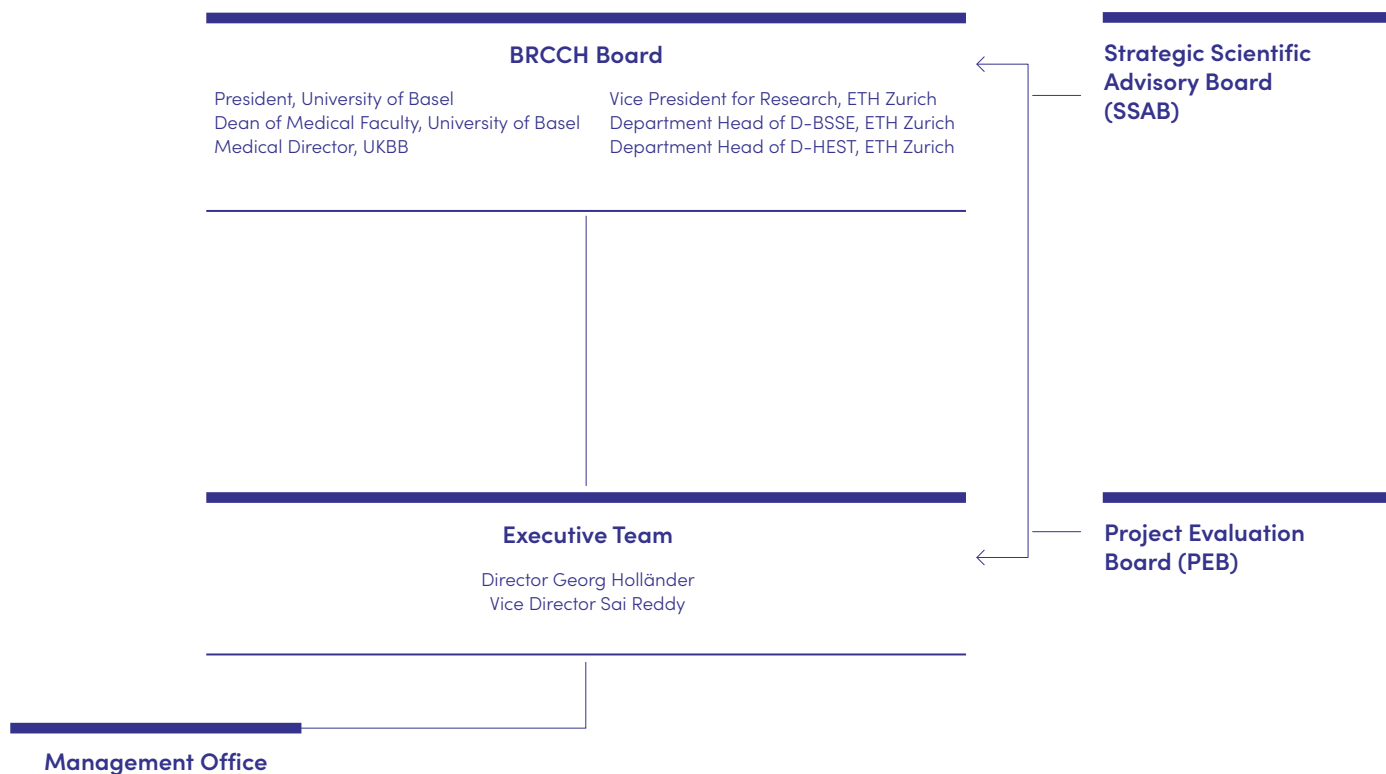 BRCCH Board
President, University of Basel
Dean of Medical Faculty, University of Basel
Medical Director, UKBB
Vice President for Research, ETH Zurich
Department Head of D-BSSE, ETH Zurich
Department Head of D-HEST, ETH Zurich
Strategic Scientific
Advisory Board
(SSAB)
Executive Team
Director Georg Holländer
Vice Director Sai Reddy
Project Evaluation
Board (PEB)
Management Office